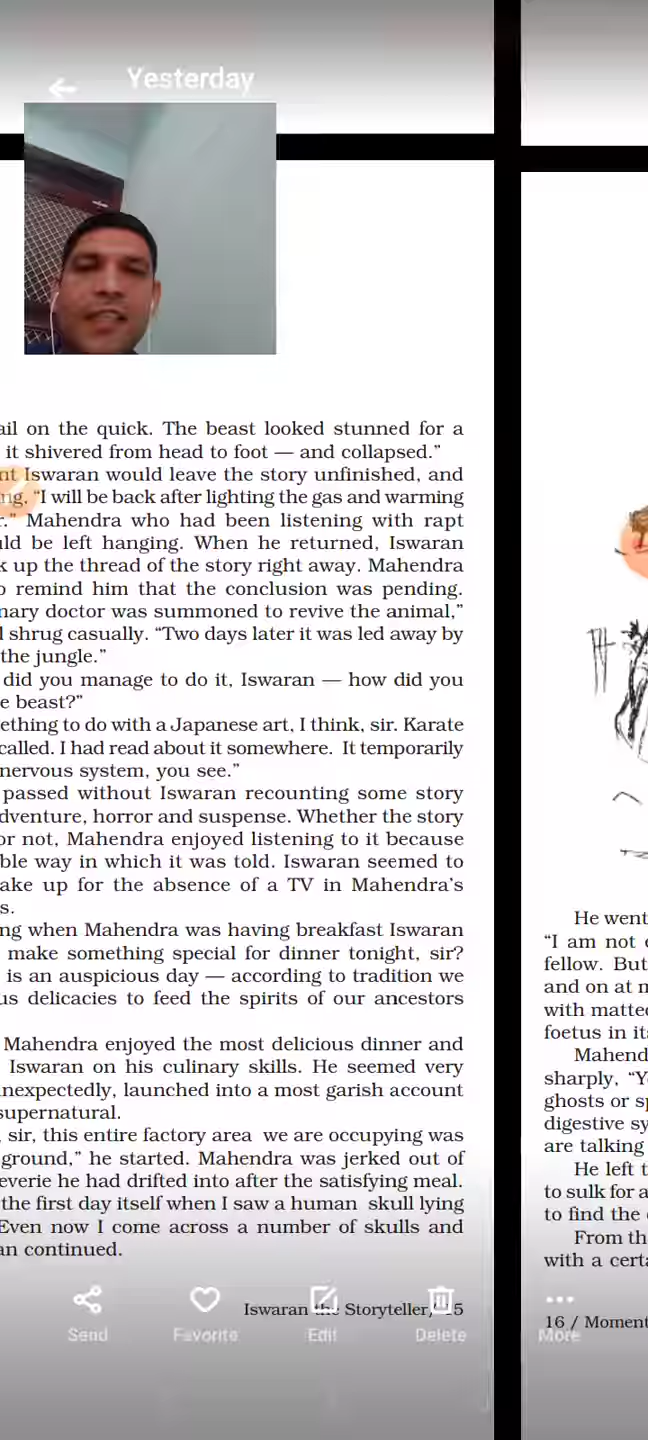 Yesterday
ail on the quick. The beast looked stunned for a
it shivered from head to foot — and collapsed.”
nt Iswaran would leave the story unfinished, and
ng. “I will be back after lighting the gas and warming
r.” Mahendra who had been listening with rapt
uld be left hanging. When he returned, Iswaran
k up the thread of the story right away. Mahendra
o remind him that the conclusion was pending.
nary doctor was summoned to revive the animal,”
l shrug casually. “Two days later it was led away by
the jungle.”
did you manage to do it, Iswaran — how did you
e beast?”
ething to do with a Japanese art, I think, sir. Karate
called. I had read about it somewhere. It temporarily
nervous system, you see.”
passed without Iswaran recounting some story
dventure, horror and suspense. Whether the story
or not, Mahendra enjoyed listening to it because
ble way in which it was told. Iswaran seemed to
ake up for the absence of a TV in Mahendra’s
s.
ng when Mahendra was having breakfast Iswaran
make something special for dinner tonight, sir?
is an auspicious day — according to tradition we
us delicacies to feed the spirits of our ancestors
Mahendra enjoyed the most delicious dinner and
Iswaran on his culinary skills. He seemed very
nexpectedly, launched into a most garish account
supernatural.
, sir, this entire factory area we are occupying was
ground,” he started. Mahendra was jerked out of
everie he had drifted into after the satisfying meal.
the first day itself when I saw a human skull lying
Even now I come across a number of skulls and
an continued.
Iswaran the Storyteller/ 15
He went
“I am not
fellow. But
and on at m
with matte
foetus in its
Mahend
sharply, “Y
ghosts or sp
digestive sy
are talking
He left t
to sulk for a
to find the
From th
with a certa
16 / Moment
Send
Favorite
Edit
Delete
More